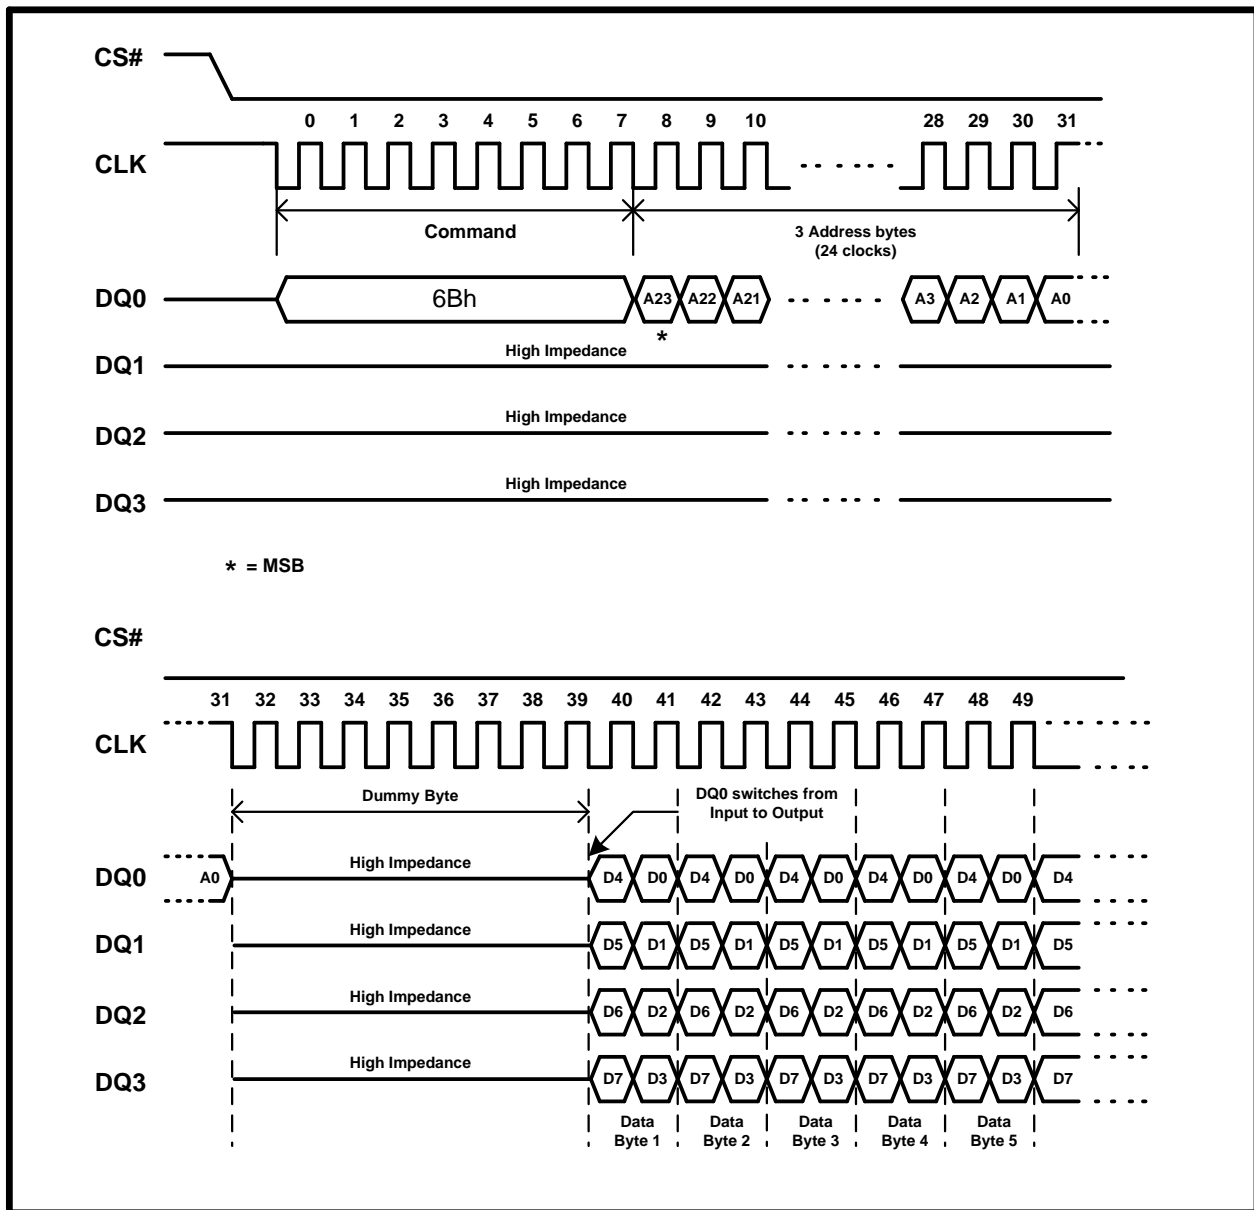 CS#
0 1 2 3 4 5 6 7 8 9 10 28 29 30 31
CLK
Command
3 Address bytes
(24 clocks)
DQ0 6Bh A23 A22 A21 A3 A2 A1 A0
*
High Impedance
DQ1
High Impedance
DQ2
High Impedance
DQ3
* = MSB
CS#
31 32 33 34 35 36 37 38 39 40 41 42 43 44 45 46 47 48 49
CLK
Dummy Byte
DQ0 switches from
Input to Output
DQ0 A0 High Impedance D4 D0 D4 D0 D4 D0 D4 D0 D4 D0 D4
DQ1 High Impedance D5 D1 D5 D1 D5 D1 D5 D1 D5 D1 D5
DQ2 High Impedance D6 D2 D6 D2 D6 D2 D6 D2 D6 D2 D6
DQ3 High Impedance D7 D3 D7 D3 D7 D3 D7 D3 D7 D3 D7
Data
Byte 1
Data
Byte 2
Data
Byte 3
Data
Byte 4
Data
Byte 5